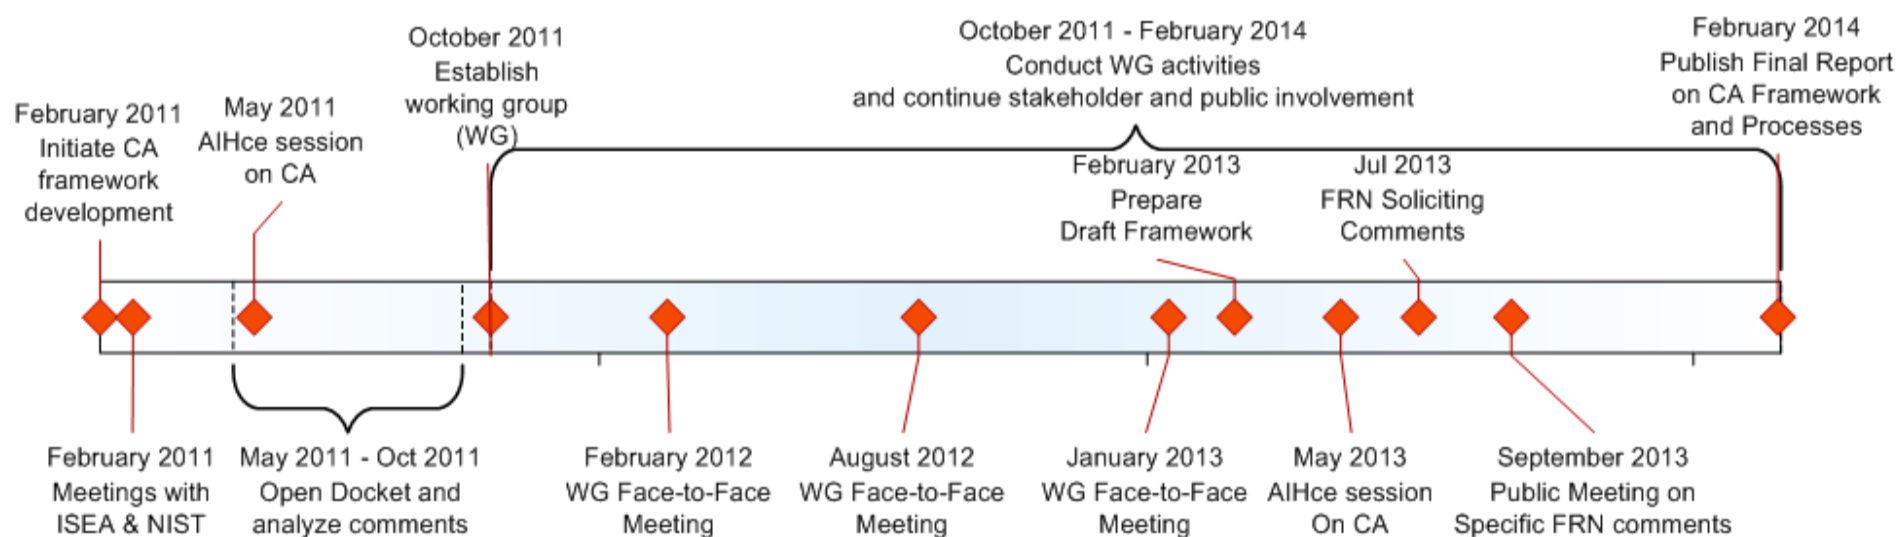 February 2011
Initiate CA
framework
development
May 2011
AIHce session
on CA
October 2011
Establish
working group
(WG)
October 2011 - February 2014
Conduct WG activities
and continue stakeholder and public involvement
February 2013
Prepare
Draft Framework
Jul 2013
FRN Soliciting
Comments
February 2014
Publish Final Report
on CA Framework
and Processes
February 2011
Meetings with
ISEA & NIST
May 2011 - Oct 2011
Open Docket and
analyze comments
February 2012
WG Face-to-Face
Meeting
August 2012
WG Face-to-Face
Meeting
January 2013
WG Face-to-Face
Meeting
May 2013
AIHce session
On CA
September 2013
Public Meeting on
Specific FRN comments